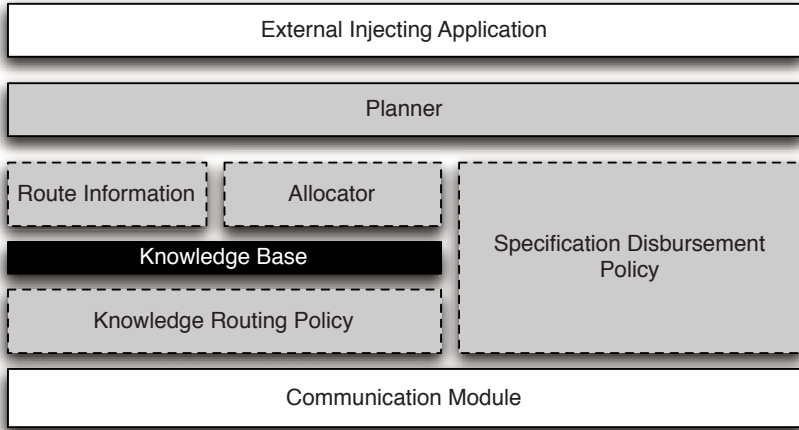 External Injecting Application
Planner
Route Information
Allocator
Knowledge Base
Specification Disbursement
Policy
Knowledge Routing Policy
Communication Module